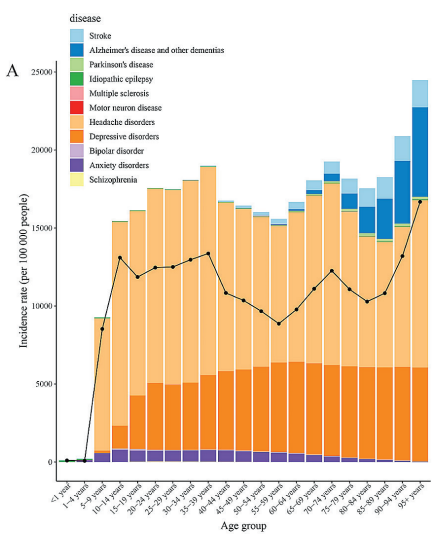 disease
Stroke
Alzheimer's disease and other dementias
Parkinson's disease
Idiopathic epilepsy
Multiple sclerosis
Motor neuron disease
Headache disorders
Depressive disorders
Bipolar disorder
Anxiety disorders
Schizophrenia
A
25000
20000
15000
10000
5000
0
Incidence rate (per 100 000 people)
<1 year
1–4 years
5–9 years
10–14 years
15–19 years
20–24 years
25–29 years
30–34 years
35–39 years
40–44 years
45–49 years
50–54 years
55–59 years
60–64 years
65–69 years
70–74 years
75–79 years
80–84 years
85–89 years
90–94 years
95+ years
Age group